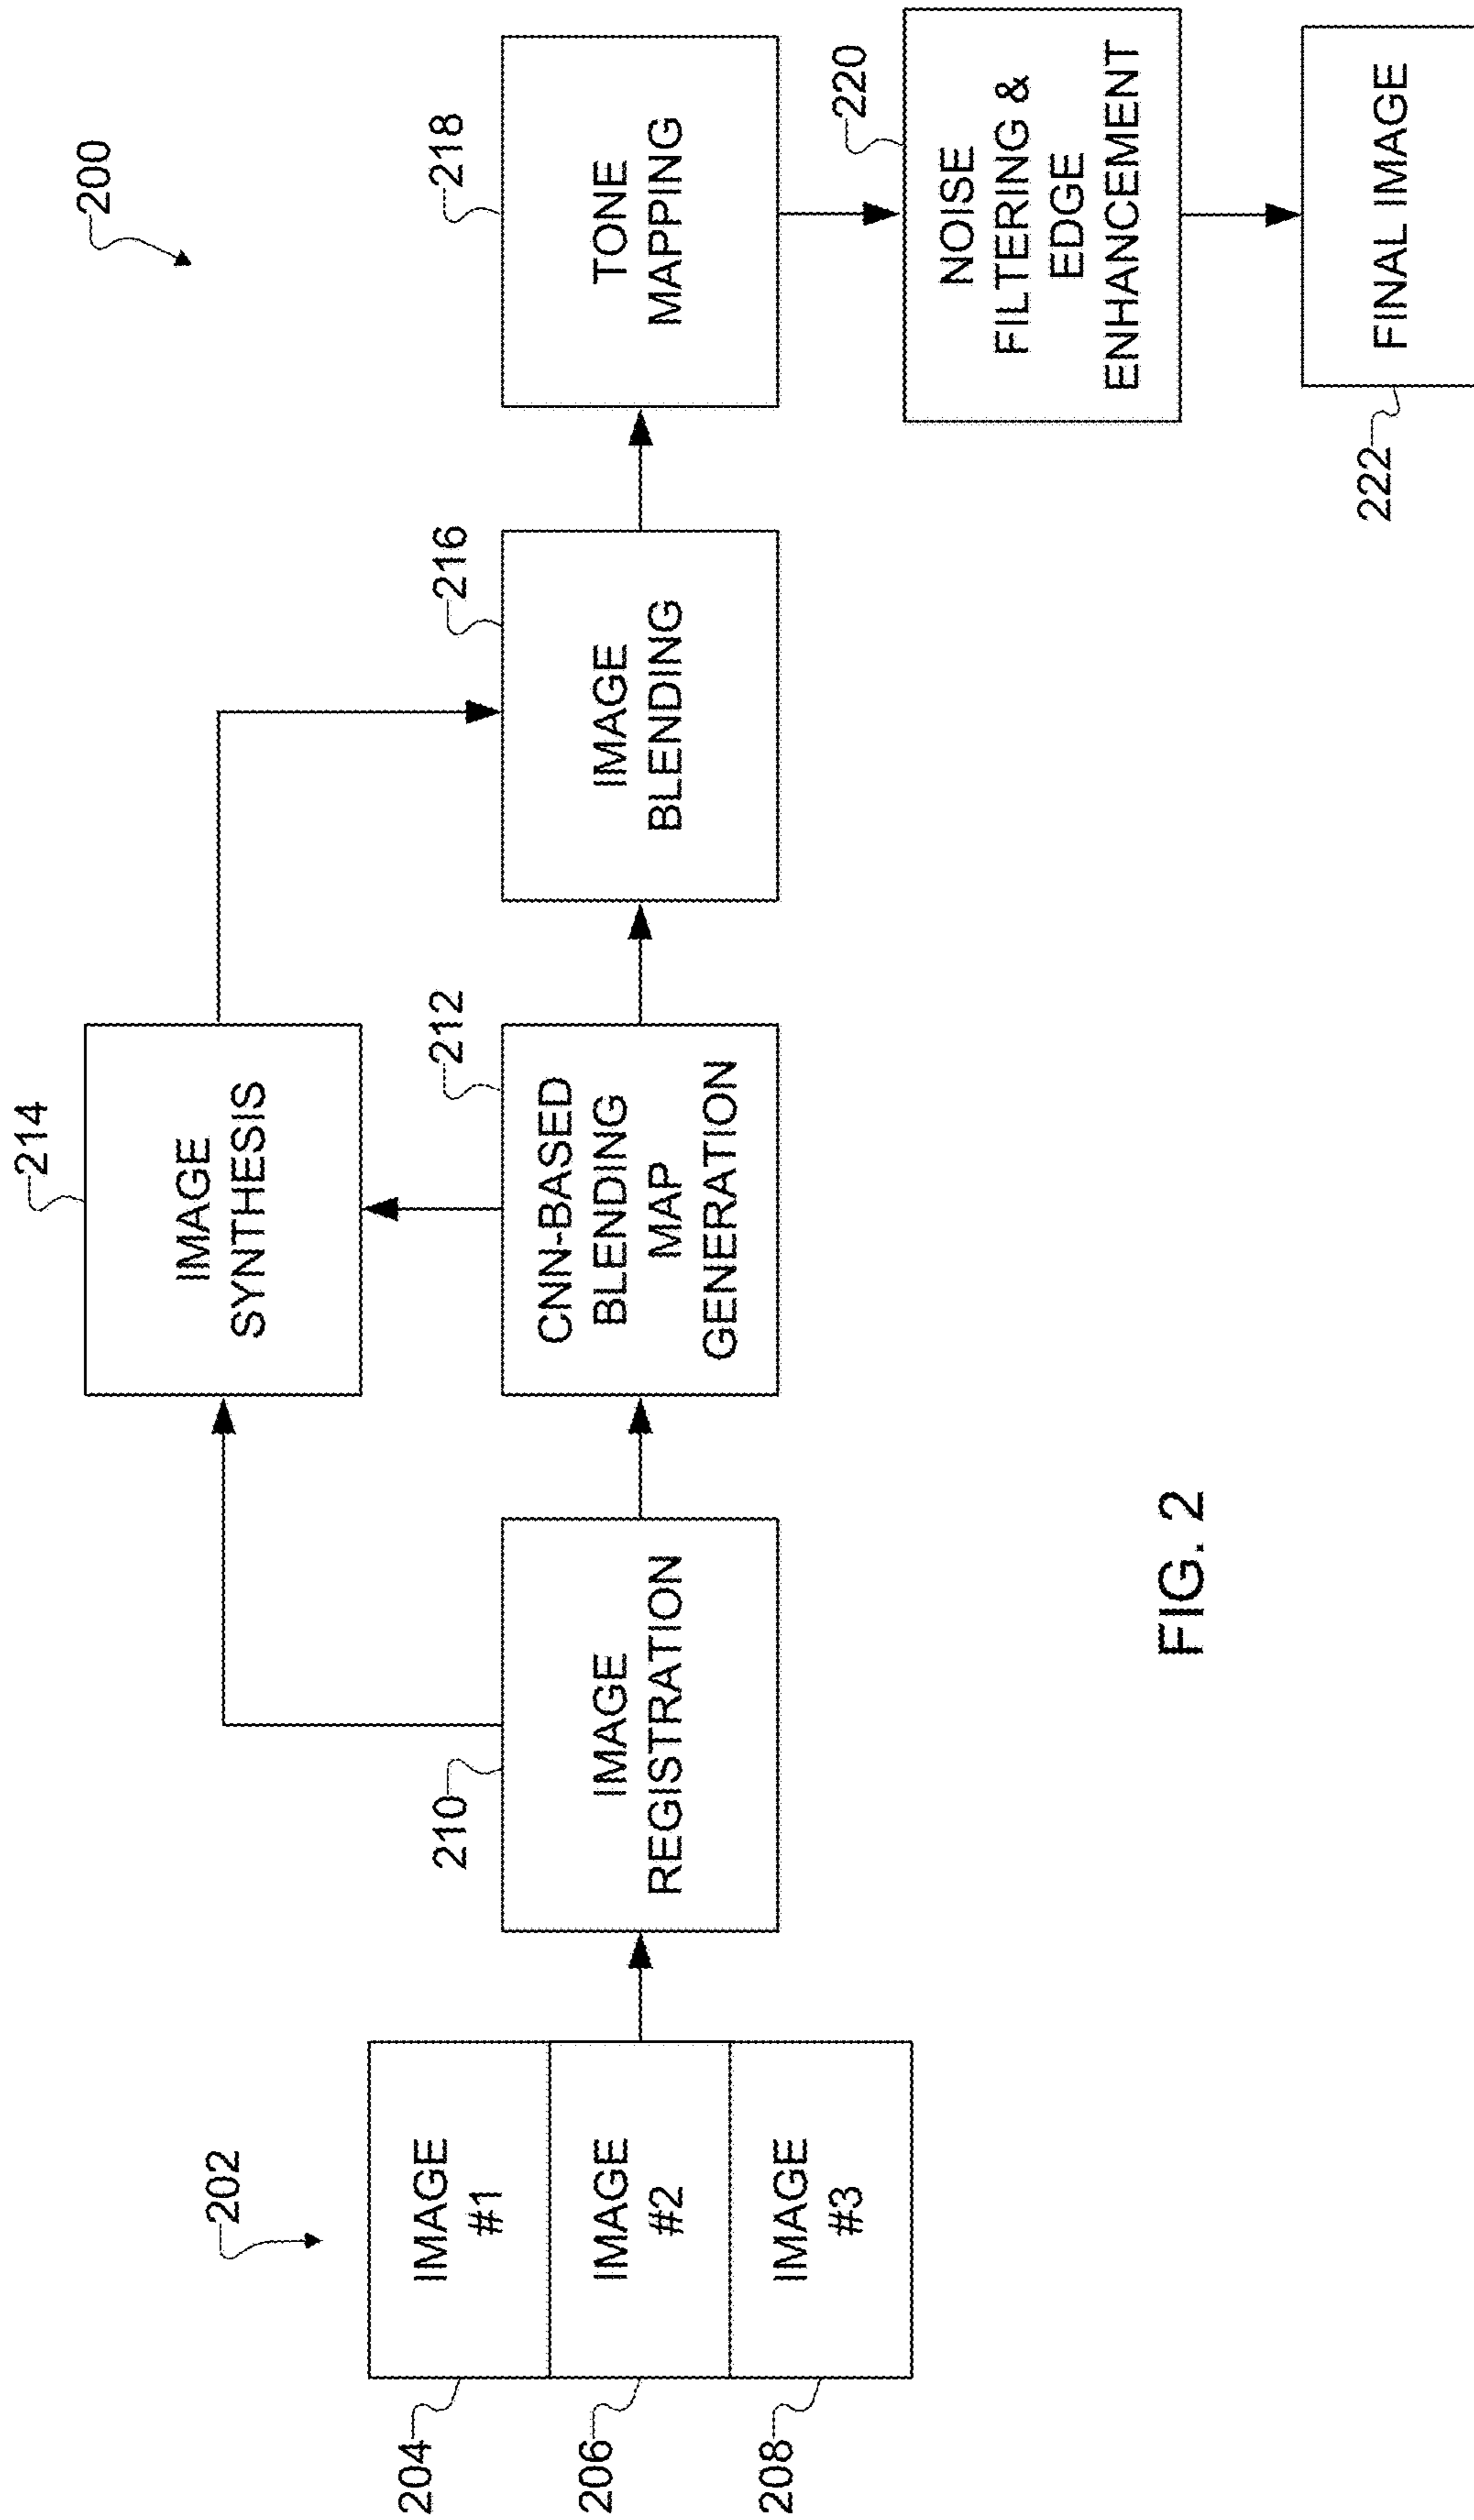 200
202
204
IMAGE
#1
206
IMAGE
#2
208
IMAGE
#3
210
IMAGE
REGISTRATION
214
IMAGE
SYNTHESIS
212
CNN-BASED
BLENDING
MAP
GENERATION
216
IMAGE
BLENDING
218
TONE
MAPPING
220
NOISE
FILTERING &
EDGE
ENHANCEMENT
222
FINAL IMAGE
FIG. 2